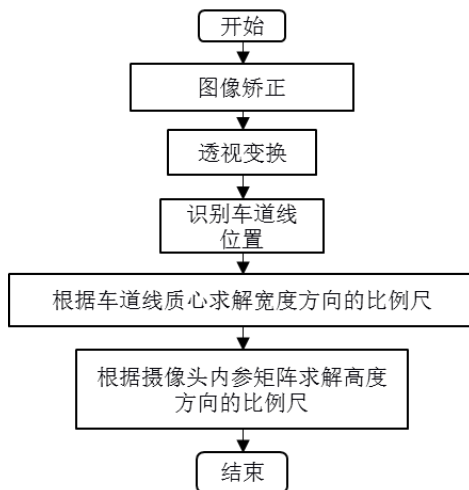 开始
图像矫正
透视变换
识别车道线
位置
根据车道线质心求解宽度方向的比例尺
根据摄像头内参矩阵求解高度
方向的比例尺
结束